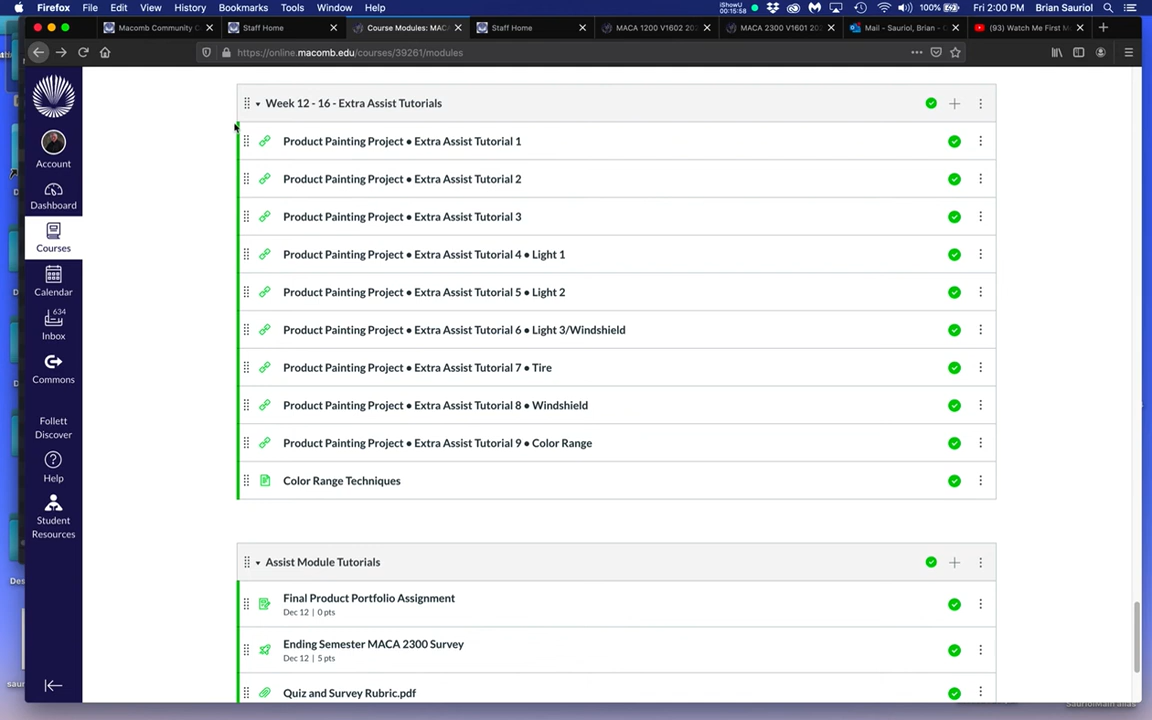 Firefox File Edit View History Bookmarks Tools Window Help iShowU 00:15:58 100% Fri 2:00 PM Brian Sauriol
Macomb Community C Staff Home Course Modules: MACA Staff Home MACA 1200 V1602 202 MACA 2300 V1601 202 Mail - Sauriol, Brian - O (93) Watch Me First M
https://online.macomb.edu/courses/39261/modules
Account
Dashboard
Courses
Calendar
634
Inbox
Commons
Follett
Discover
Help
Student
Resources
Week 12 - 16 - Extra Assist Tutorials
Product Painting Project • Extra Assist Tutorial 1
Product Painting Project • Extra Assist Tutorial 2
Product Painting Project • Extra Assist Tutorial 3
Product Painting Project • Extra Assist Tutorial 4 • Light 1
Product Painting Project • Extra Assist Tutorial 5 • Light 2
Product Painting Project • Extra Assist Tutorial 6 • Light 3/Windshield
Product Painting Project • Extra Assist Tutorial 7 • Tire
Product Painting Project • Extra Assist Tutorial 8 • Windshield
Product Painting Project • Extra Assist Tutorial 9 • Color Range
Color Range Techniques
Assist Module Tutorials
Final Product Portfolio Assignment
Dec 12 | 0 pts
Ending Semester MACA 2300 Survey
Dec 12 | 5 pts
Quiz and Survey Rubric.pdf